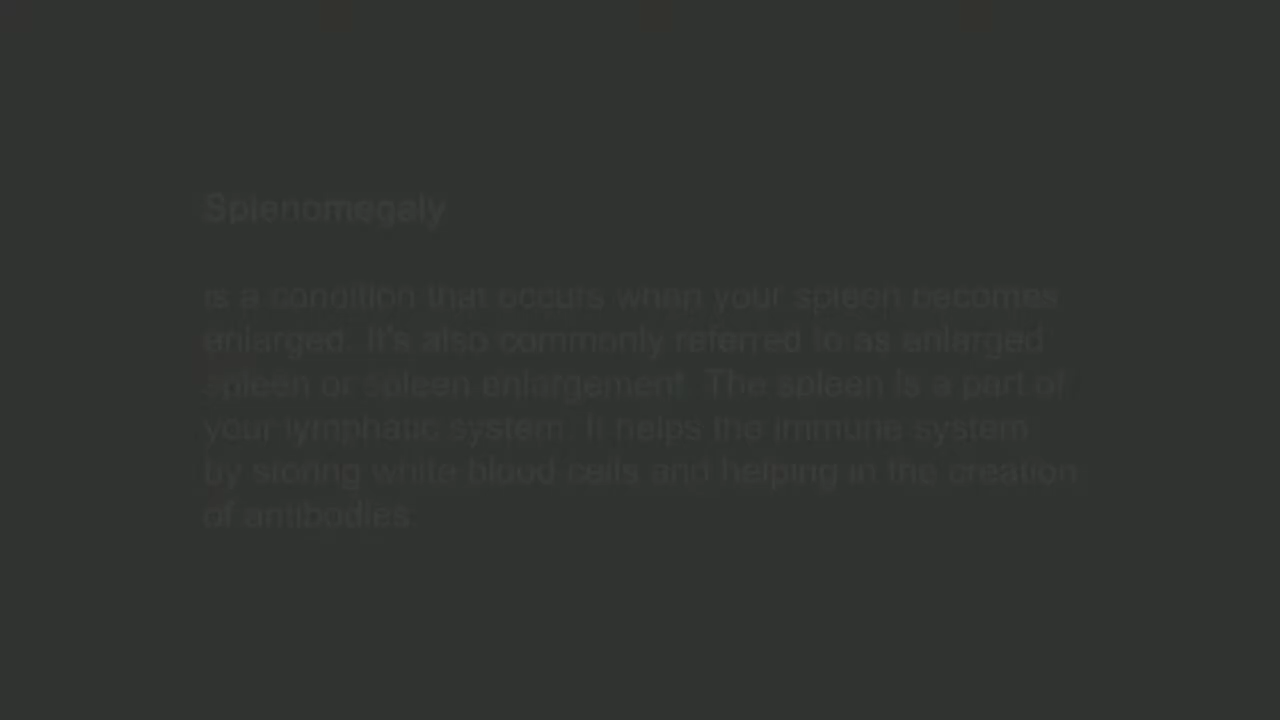 Splenomegaly
is a condition that occurs when your spleen becomes
enlarged. It's also commonly referred to as enlarged
spleen or spleen enlargement. The spleen is a part of
your lymphatic system. It helps the immune system
by storing white blood cells and helping in the creation
of antibodies.